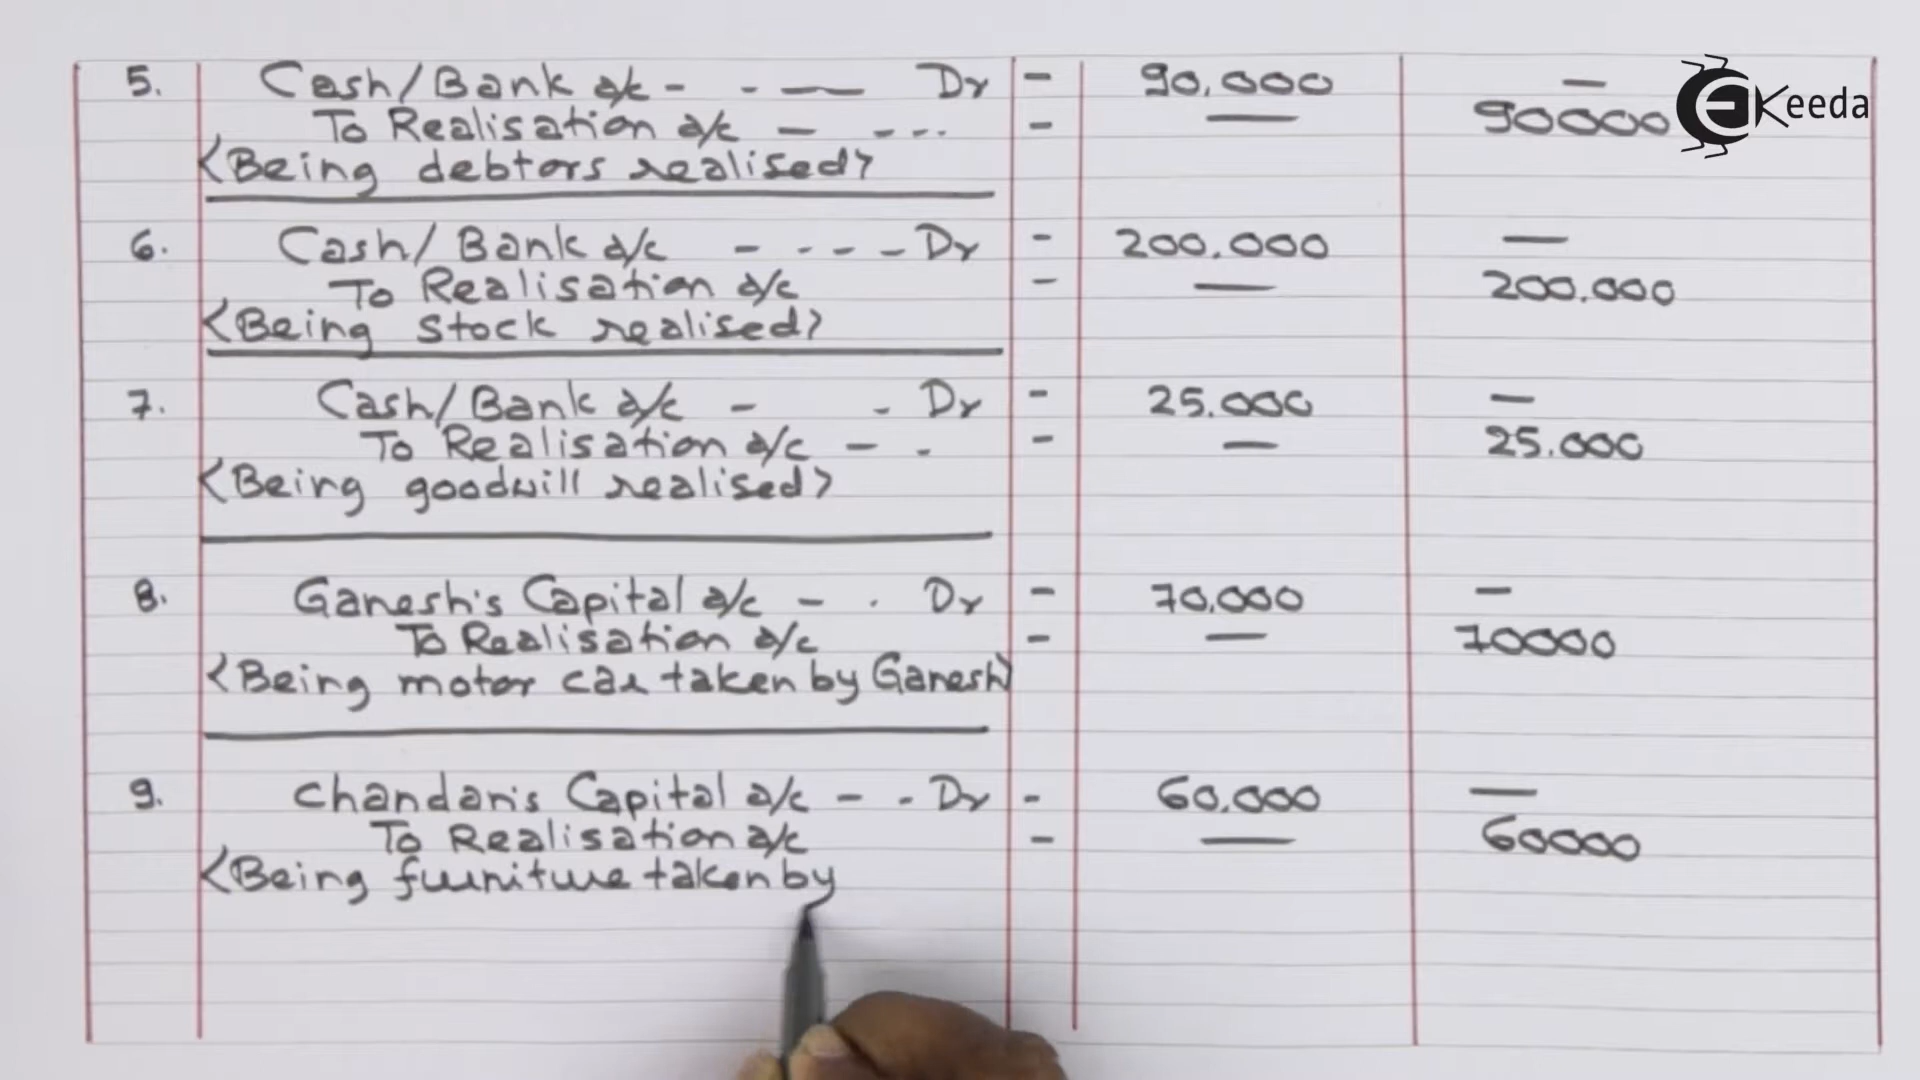 5. Cash/Bank a/c - - — Dr - 90,000 —
To Realisation a/c — - - - - — 90000
<Being debtors realised>
6. Cash/Bank a/c - - - - Dr - 200.000 —
To Realisation a/c - — 200.000
<Being stock realised>
7. Cash/Bank a/c - - Dr - 25.000 —
To Realisation a/c - - - — 25.000
<Being goodwill realised>
8. Ganesh's Capital a/c - . Dr - 70,000 —
To Realisation a/c - — 70000
<Being motor car taken by Ganesh>
9. Chandan's Capital a/c - - Dr - 60,000 —
To Realisation a/c - — 60000
<Being furniture taken by
EKeeda